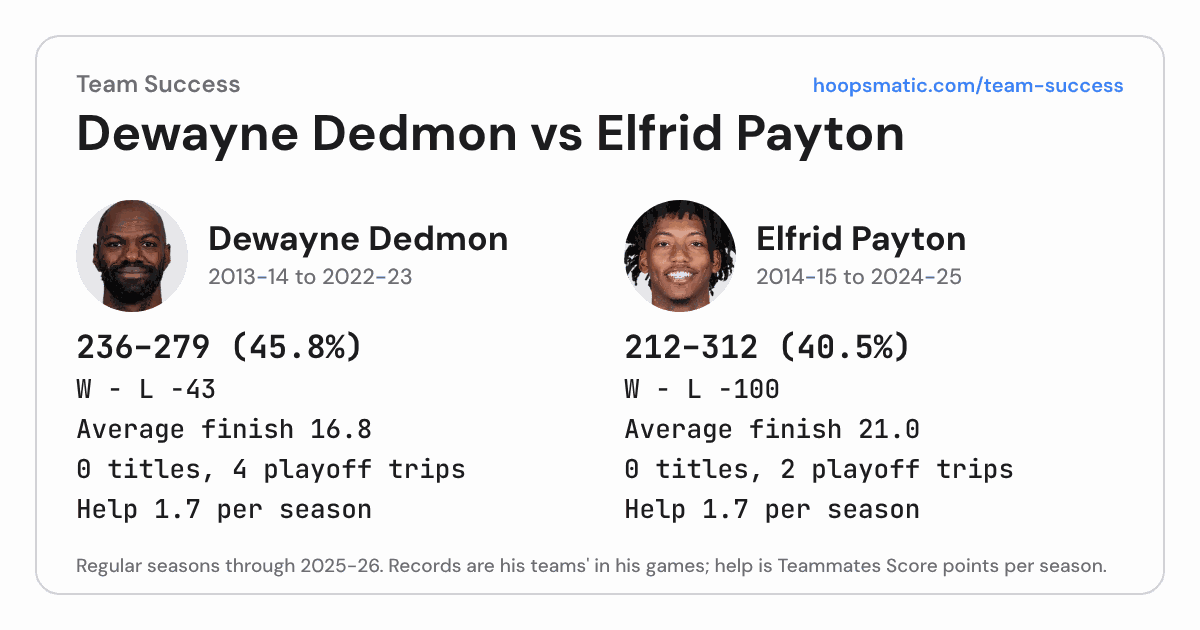 Team Success
hoopsmatic.com/team-success
Dewayne Dedmon vs Elfrid Payton
Dewayne Dedmon
2013–14 to 2022–23
236–279 (45.8%)
W - L -43
Average finish 16.8
0 titles, 4 playoff trips
Help 1.7 per season
Elfrid Payton
2014–15 to 2024–25
212–312 (40.5%)
W - L -100
Average finish 21.0
0 titles, 2 playoff trips
Help 1.7 per season
Regular seasons through 2025-26. Records are his teams' in his games; help is Teammates Score points per season.